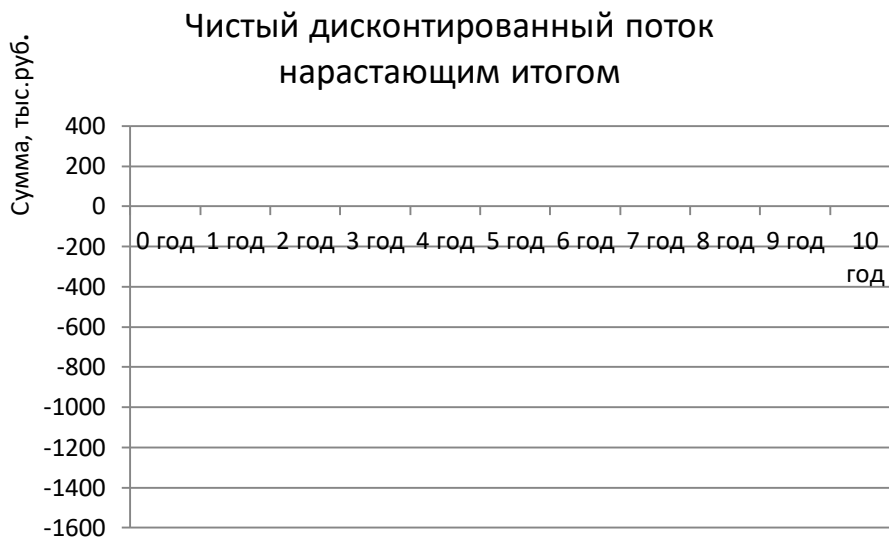 Чистый дисконтированный поток
нарастающим итогом
Сумма, тыс.руб.
400
200
0
-200
-400
-600
-800
-1000
-1200
-1400
-1600
0 год 1 год 2 год 3 год 4 год 5 год 6 год 7 год 8 год 9 год 10
год